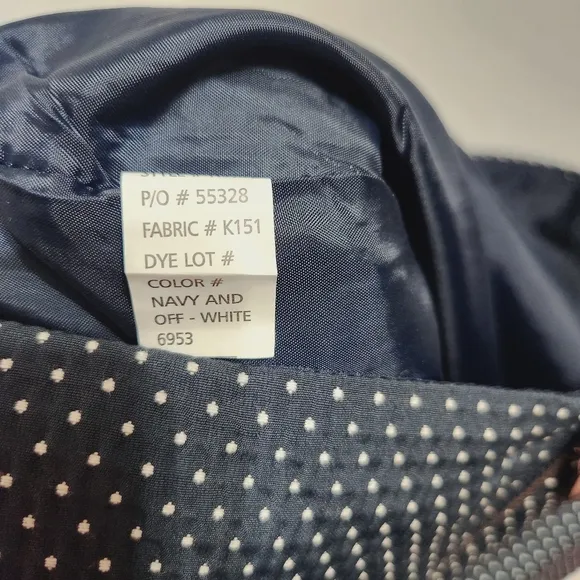 P/O # 55328
FABRIC # K151
DYE LOT #
COLOR #
NAVY AND
OFF - WHITE
6953